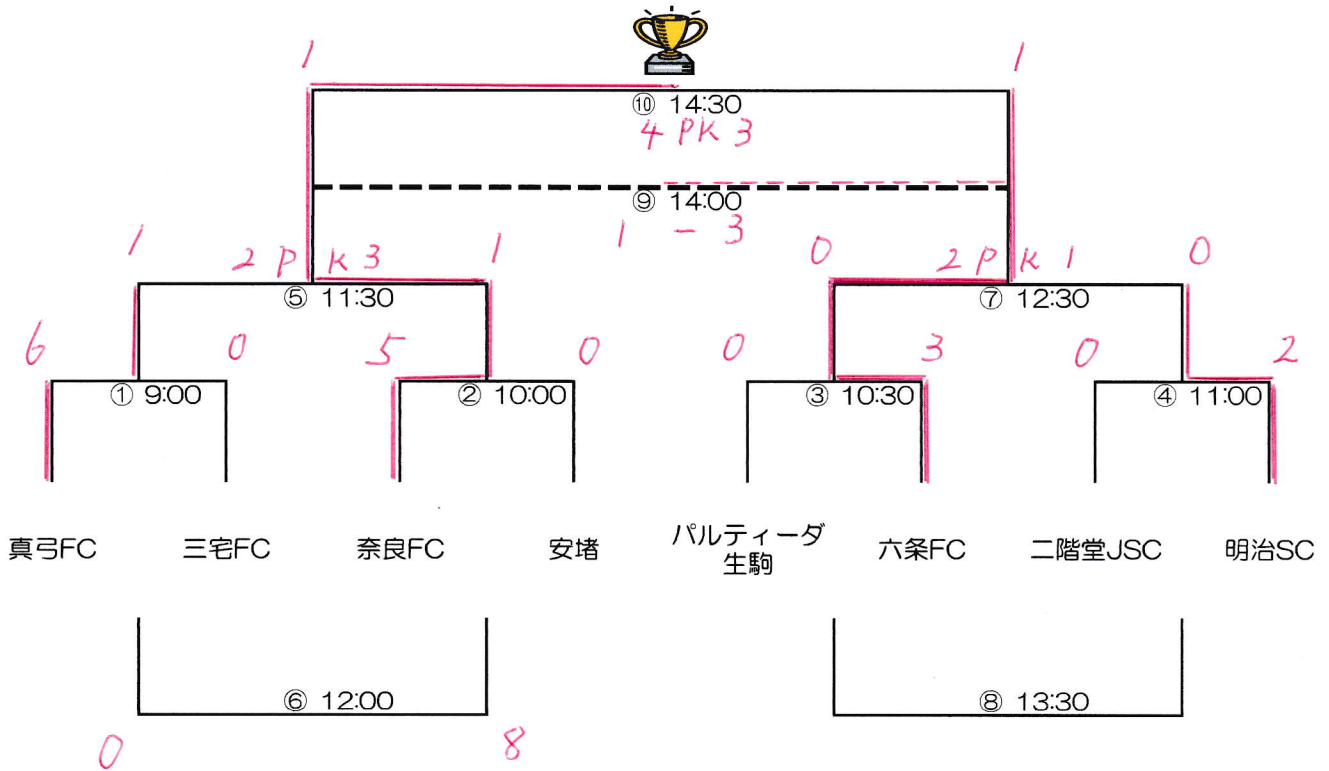 1 1
⑩ 14:30
4 PK 3
⑨ 14:00
1 - 3
1 2 P K 3 1 0 2 P K 1 0
⑤ 11:30 ⑦ 12:30
6 0 5 0 0 3 0 2
① 9:00 ② 10:00 ③ 10:30 ④ 11:00
真弓FC 三宅FC 奈良FC 安堵 パルティーダ 六条FC 二階堂JSC 明治SC
生駒
⑥ 12:00 ⑧ 13:30
0 8